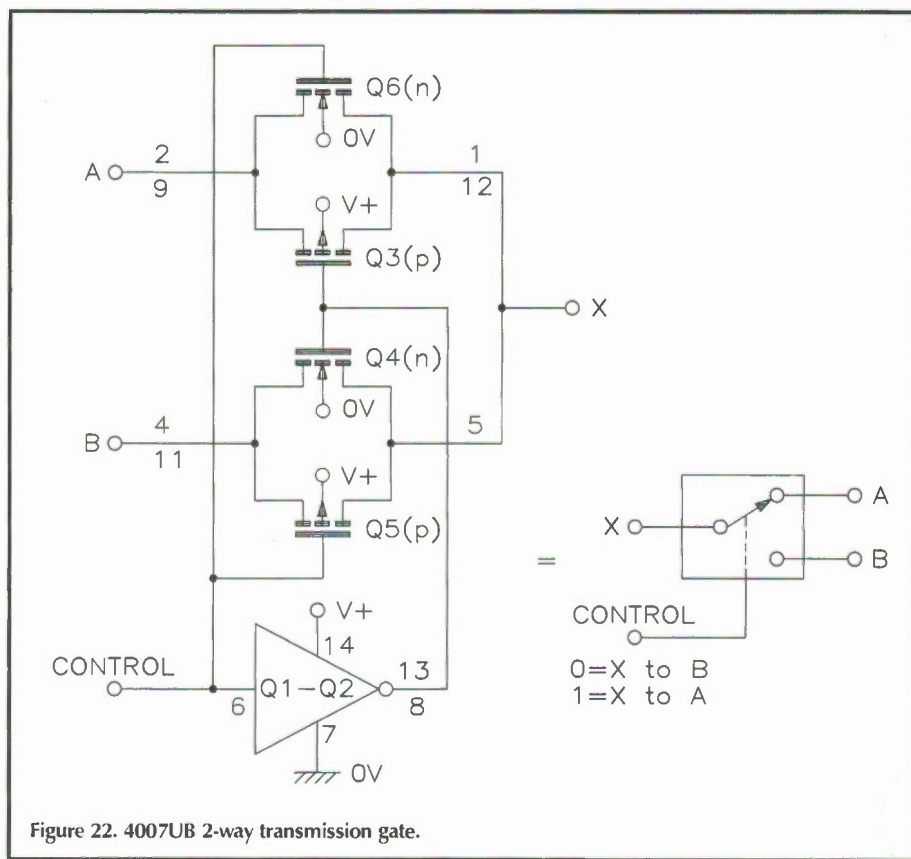 Q6(n)
0V
A
2
9
1
12
V+
Q3(p)
X
Q4(n)
0V
B
4
11
5
V+
Q5(p)
=
X
A
B
CONTROL
0=X to B
1=X to A
V+
14
CONTROL
6
Q1-Q2
13
8
7
0V
Figure 22. 4007UB 2-way transmission gate.